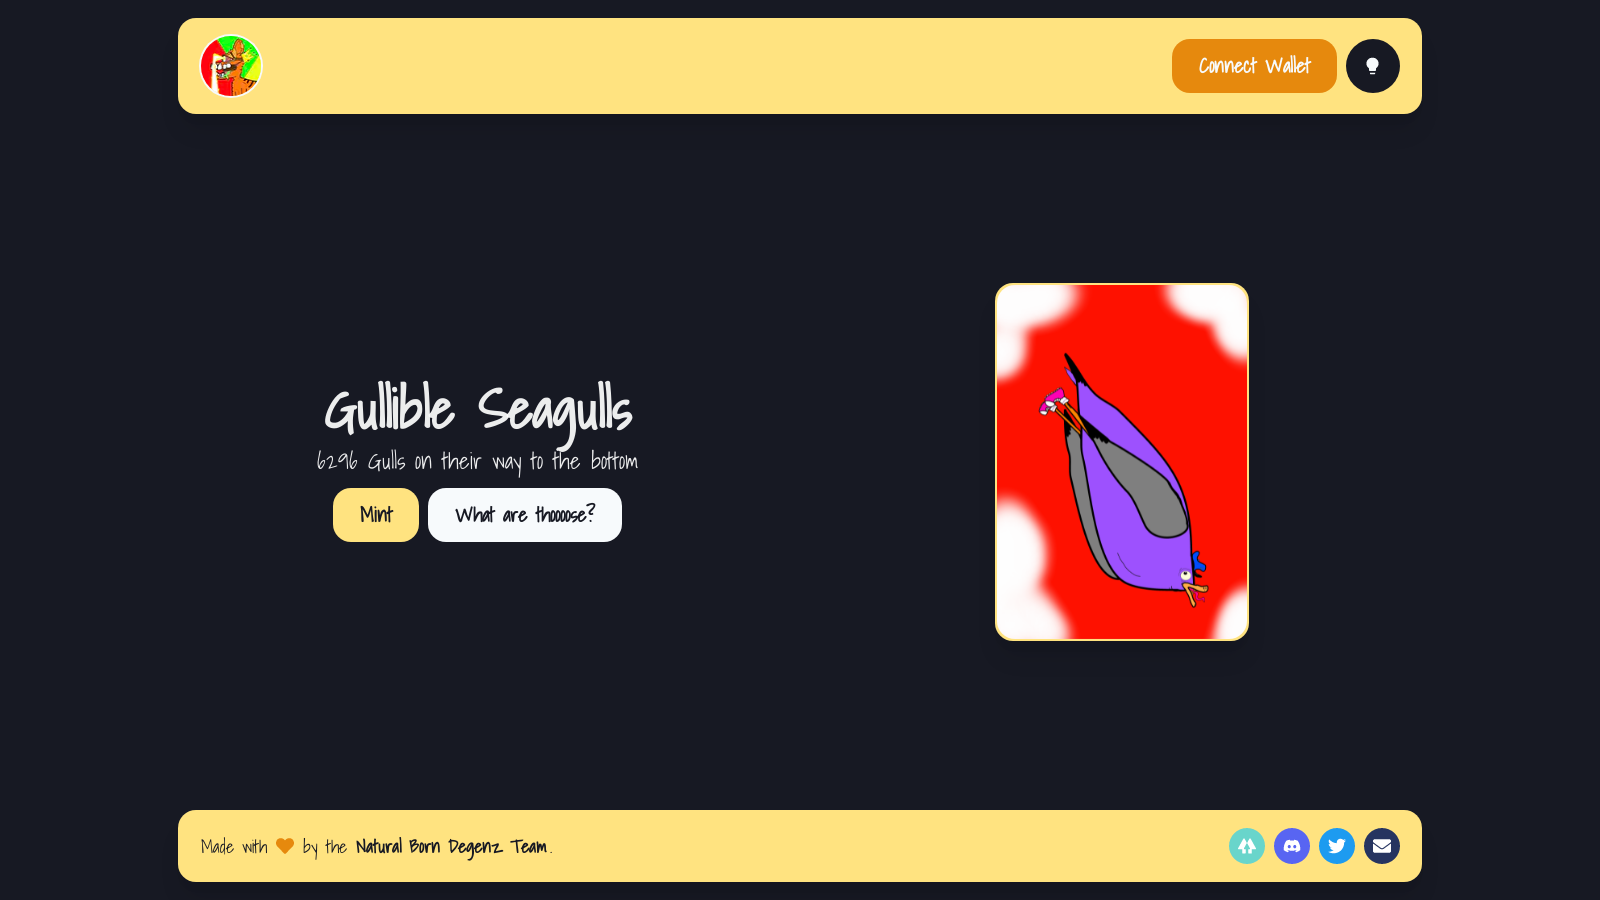 Connect Wallet
Gullible Seagulls
6296 Gulls on their way to the bottom
Mint
What are thoooose?
Made with by the Natural Born Degenz Team.